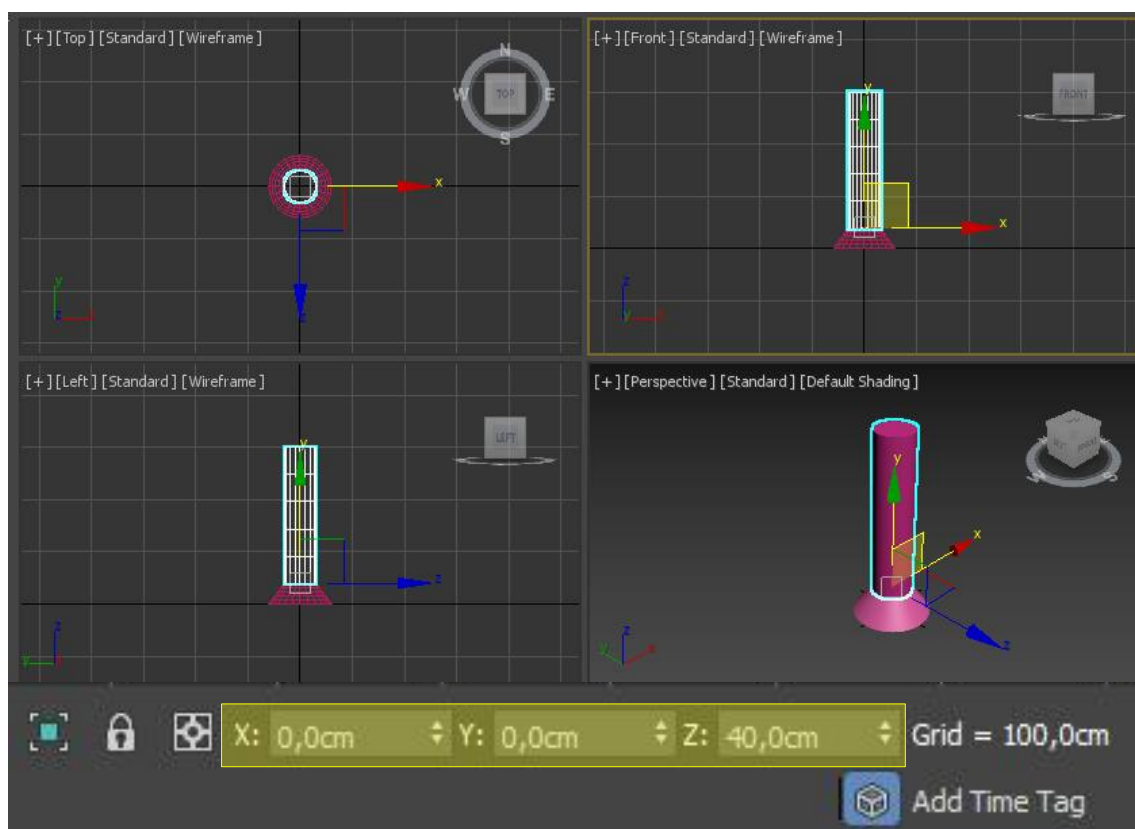 [+] [Top] [Standard] [Wireframe]
N
W
TOP
E
S
x
z
y
z
x
[+] [Front] [Standard] [Wireframe]
FRONT
y
x
z
y
x
[+] [Left] [Standard] [Wireframe]
LEFT
y
z
z
y
[+] [Perspective] [Standard] [Default Shading]
y
x
z
W
S
z
y
x
X: 0,0cm Y: 0,0cm Z: 40,0cm Grid = 100,0cm
Add Time Tag